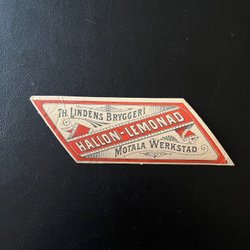 TH. LINDENS BRYGGERI
HALLON-LEMONAD
MOTALA WERKSTAD